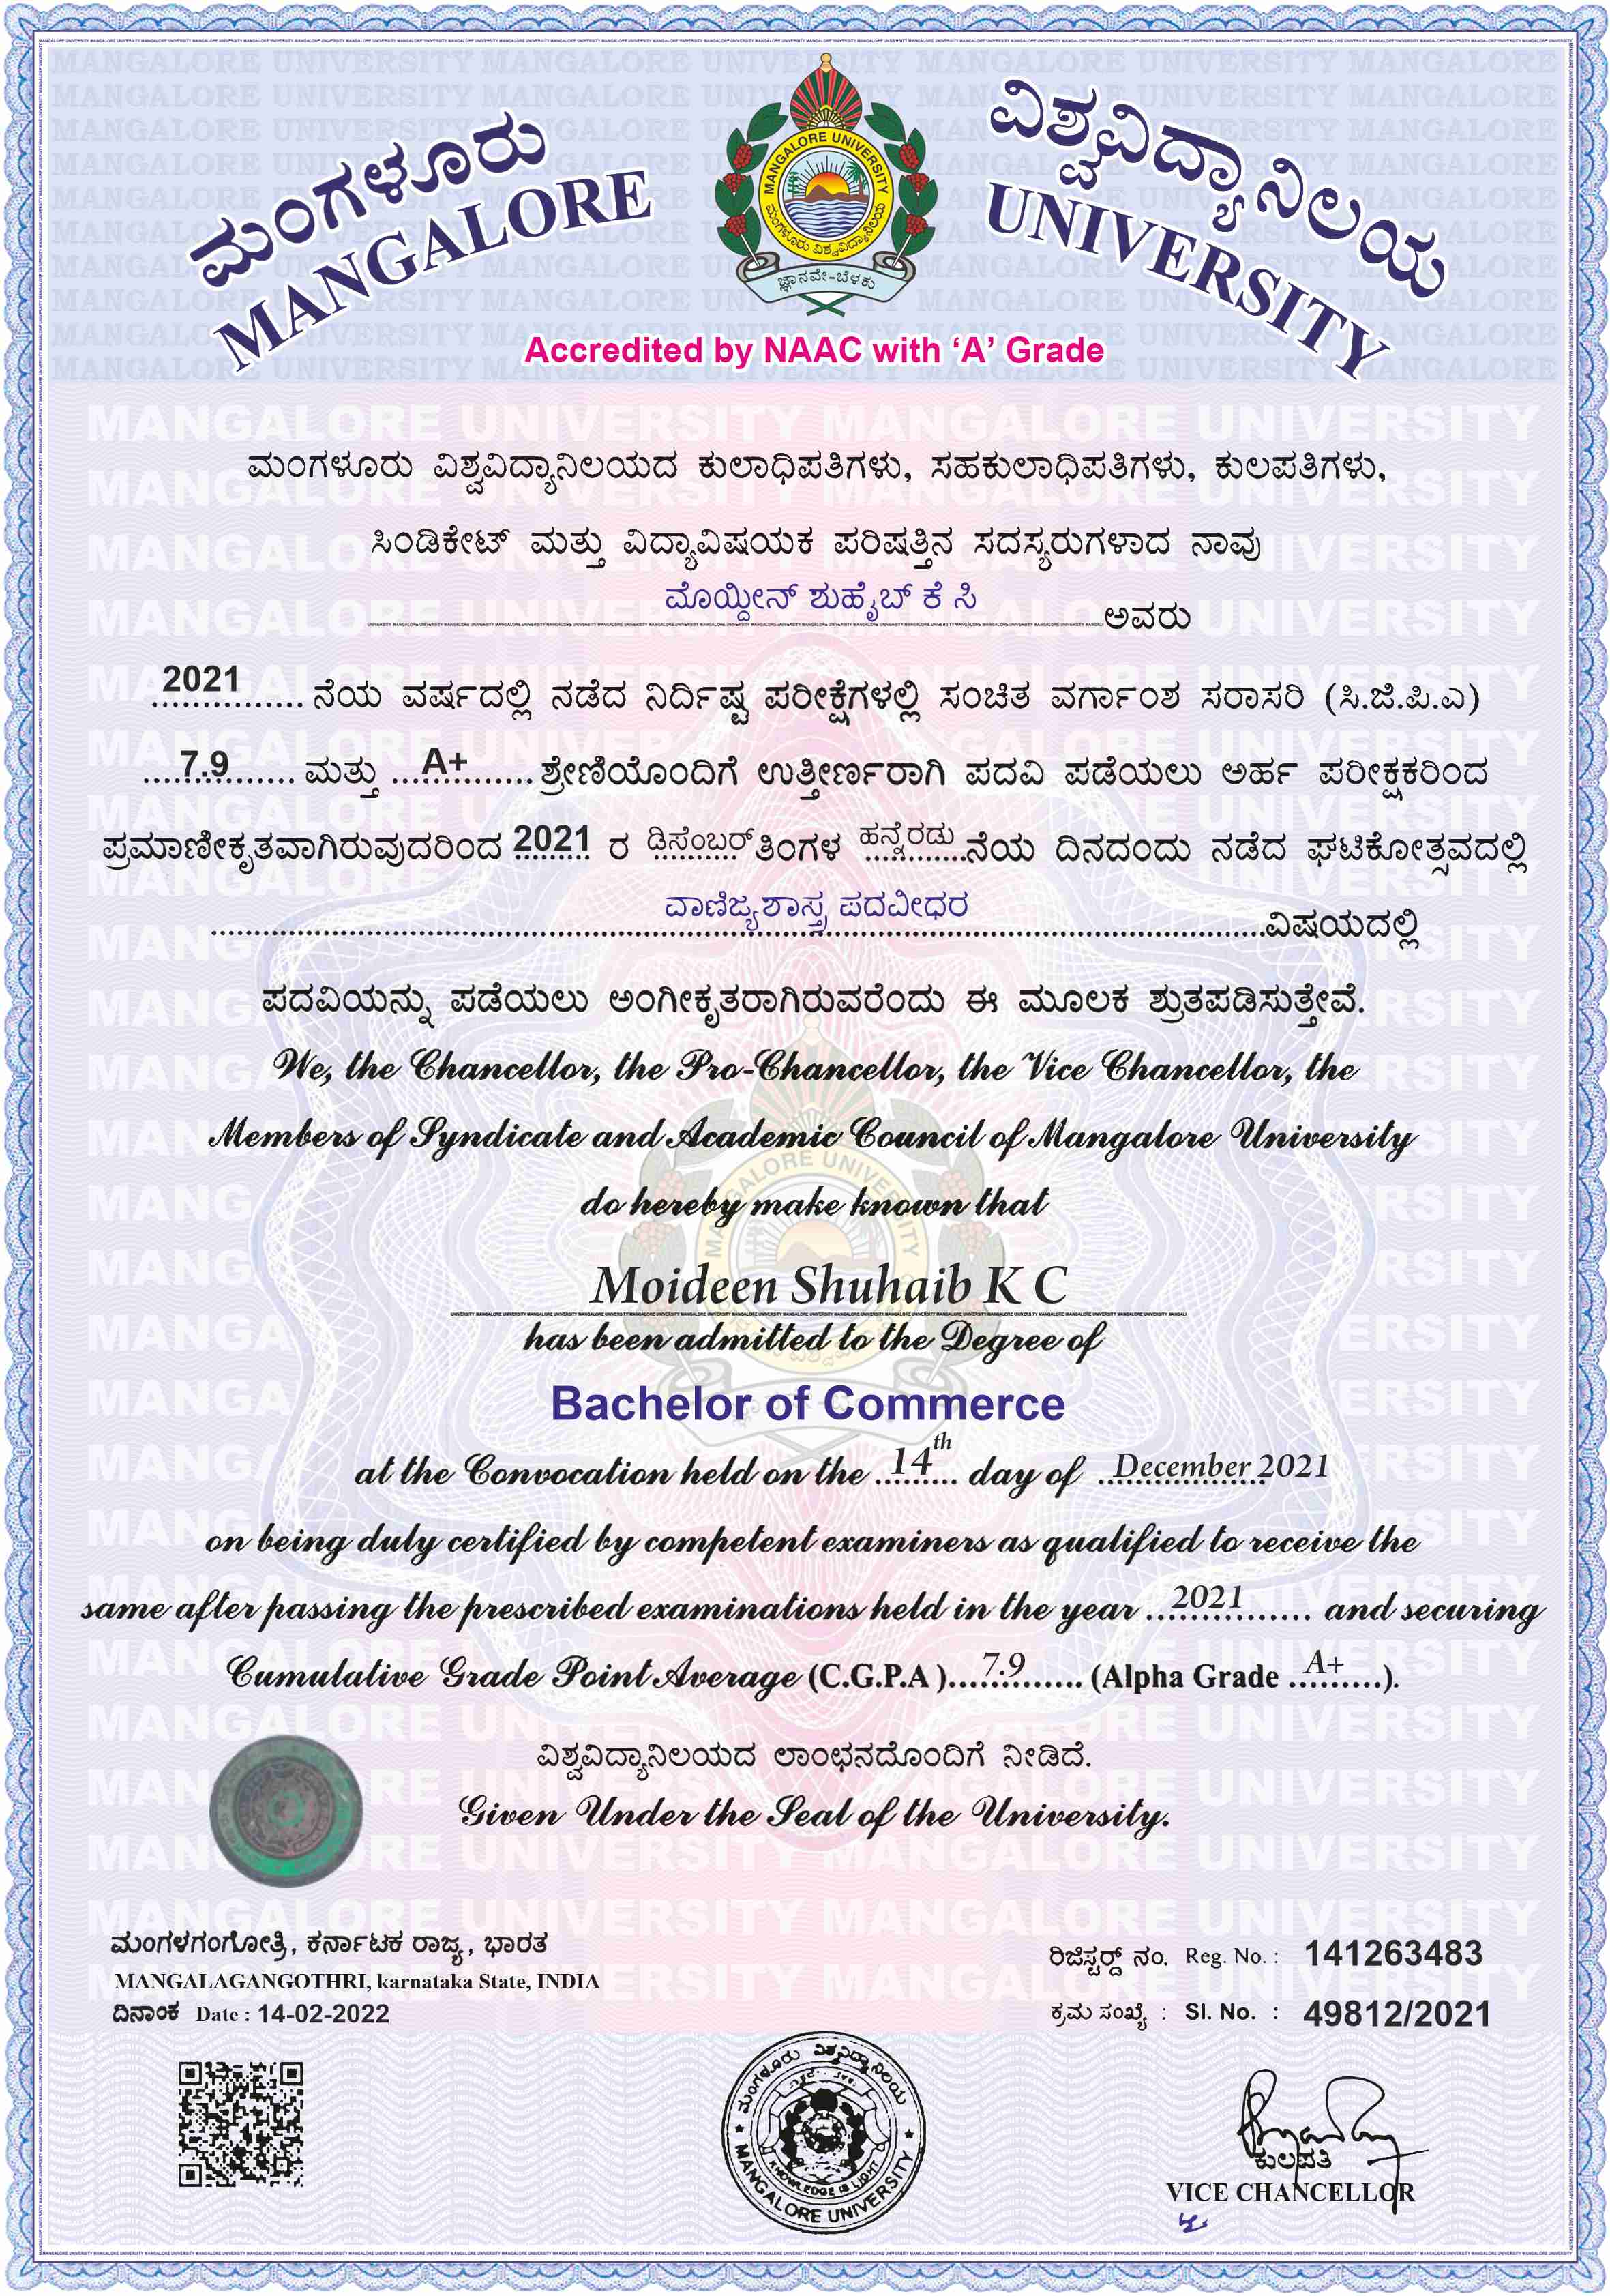 ಮಂಗಳೂರು ವಿಶ್ವವಿದ್ಯಾನಿಲಯ
MANGALORE UNIVERSITY
MANGALORE UNIVERSITY
ಮಂಗಳೂರು ವಿಶ್ವವಿದ್ಯಾನಿಲಯ
ಜ್ಞಾನವೇ-ಬೆಳಕು
Accredited by NAAC with ‘A’ Grade
ಮಂಗಳೂರು ವಿಶ್ವವಿದ್ಯಾನಿಲಯದ ಕುಲಾಧಿಪತಿಗಳು, ಸಹಕುಲಾಧಿಪತಿಗಳು, ಕುಲಪತಿಗಳು,
ಸಿಂಡಿಕೇಟ್ ಮತ್ತು ವಿದ್ಯಾವಿಷಯಕ ಪರಿಷತ್ತಿನ ಸದಸ್ಯರುಗಳಾದ ನಾವು
ಮೊಯ್ದೀನ್ ಶುಹೈಬ್ ಕೆ ಸಿ ಅವರು
2021 ನೆಯ ವರ್ಷದಲ್ಲಿ ನಡೆದ ನಿರ್ದಿಷ್ಟ ಪರೀಕ್ಷೆಗಳಲ್ಲಿ ಸಂಚಿತ ವರ್ಗಾಂಶ ಸರಾಸರಿ (ಸಿ.ಜಿ.ಪಿ.ಎ)
7.9 ಮತ್ತು A+ ಶ್ರೇಣಿಯೊಂದಿಗೆ ಉತ್ತೀರ್ಣರಾಗಿ ಪದವಿ ಪಡೆಯಲು ಅರ್ಹ ಪರೀಕ್ಷಕರಿಂದ
ಪ್ರಮಾಣೀಕೃತವಾಗಿರುವುದರಿಂದ 2021 ರ ಡಿಸೆಂಬರ್ ತಿಂಗಳ ಹನ್ನೆರಡು ನೆಯ ದಿನದಂದು ನಡೆದ ಘಟಿಕೋತ್ಸವದಲ್ಲಿ
ವಾಣಿಜ್ಯಶಾಸ್ತ್ರ ಪದವೀಧರ ವಿಷಯದಲ್ಲಿ
ಪದವಿಯನ್ನು ಪಡೆಯಲು ಅಂಗೀಕೃತರಾಗಿರುವರೆಂದು ಈ ಮೂಲಕ ಶ್ರುತಪಡಿಸುತ್ತೇವೆ.
We, the Chancellor, the Pro-Chancellor, the Vice Chancellor, the
Members of Syndicate and Academic Council of Mangalore University
do hereby make known that
Moideen Shuhaib K C
has been admitted to the Degree of
Bachelor of Commerce
at the Convocation held on the 14th day of December 2021
on being duly certified by competent examiners as qualified to receive the
same after passing the prescribed examinations held in the year 2021 and securing
Cumulative Grade Point Average (C.G.P.A ) 7.9 (Alpha Grade A+).
ವಿಶ್ವವಿದ್ಯಾನಿಲಯದ ಲಾಂಛನದೊಂದಿಗೆ ನೀಡಿದೆ.
Given Under the Seal of the University.
ಮಂಗಳಗಂಗೋತ್ರಿ, ಕರ್ನಾಟಕ ರಾಜ್ಯ, ಭಾರತ
MANGALAGANGOTHRI, karnataka State, INDIA
ದಿನಾಂಕ Date : 14-02-2022
ರಿಜಿಸ್ಟರ್ಡ್ ನಂ. Reg. No. : 141263483
ಕ್ರಮ ಸಂಖ್ಯೆ : Sl. No. : 49812/2021
ಮಂಗಳೂರು ವಿಶ್ವವಿದ್ಯಾನಿಲಯ
KNOWLEDGE IS LIGHT
MANGALORE UNIVERSITY
ಕುಲಪತಿ
VICE CHANCELLOR